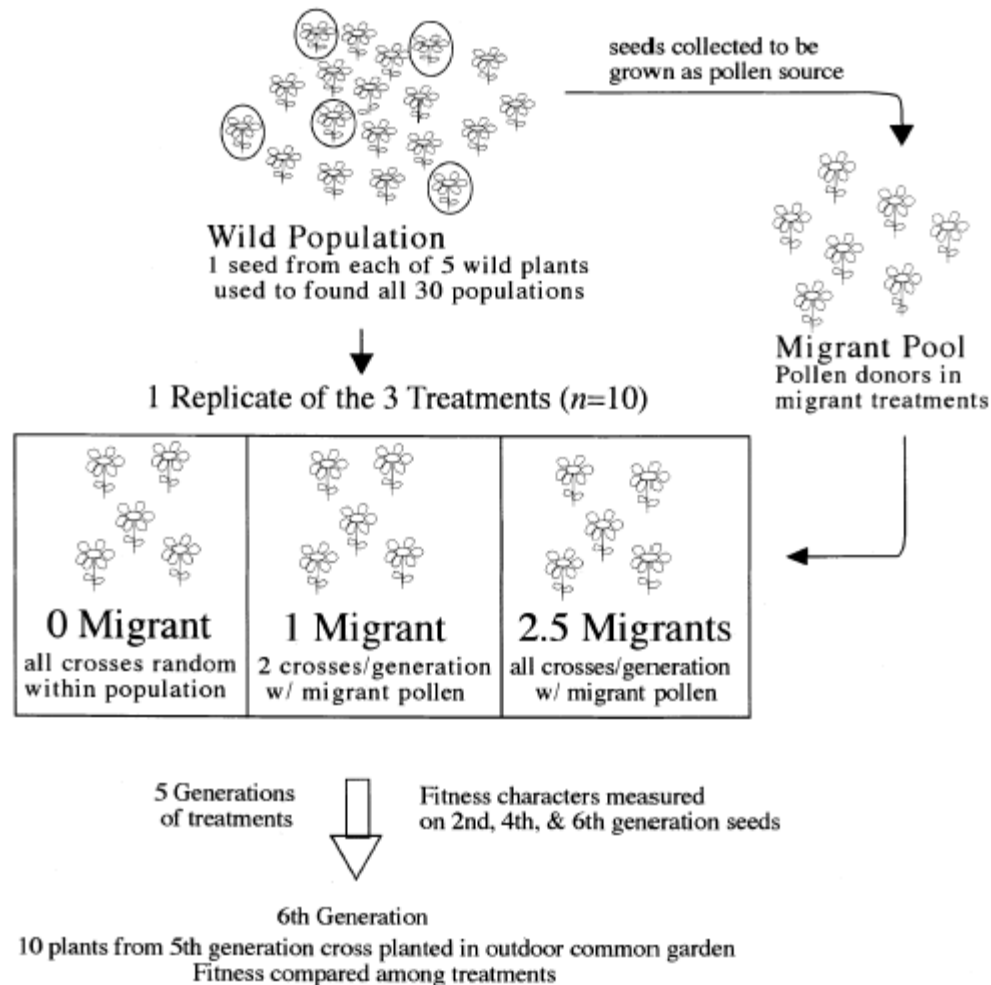 seeds collected to be
grown as pollen source
Wild Population
1 seed from each of 5 wild plants
used to found all 30 populations
Migrant Pool
Pollen donors in
migrant treatments
1 Replicate of the 3 Treatments (n=10)
0 Migrant
all crosses random
within population
1 Migrant
2 crosses/generation
w/ migrant pollen
2.5 Migrants
all crosses/generation
w/ migrant pollen
5 Generations
of treatments
Fitness characters measured
on 2nd, 4th, & 6th generation seeds
6th Generation
10 plants from 5th generation cross planted in outdoor common garden
Fitness compared among treatments